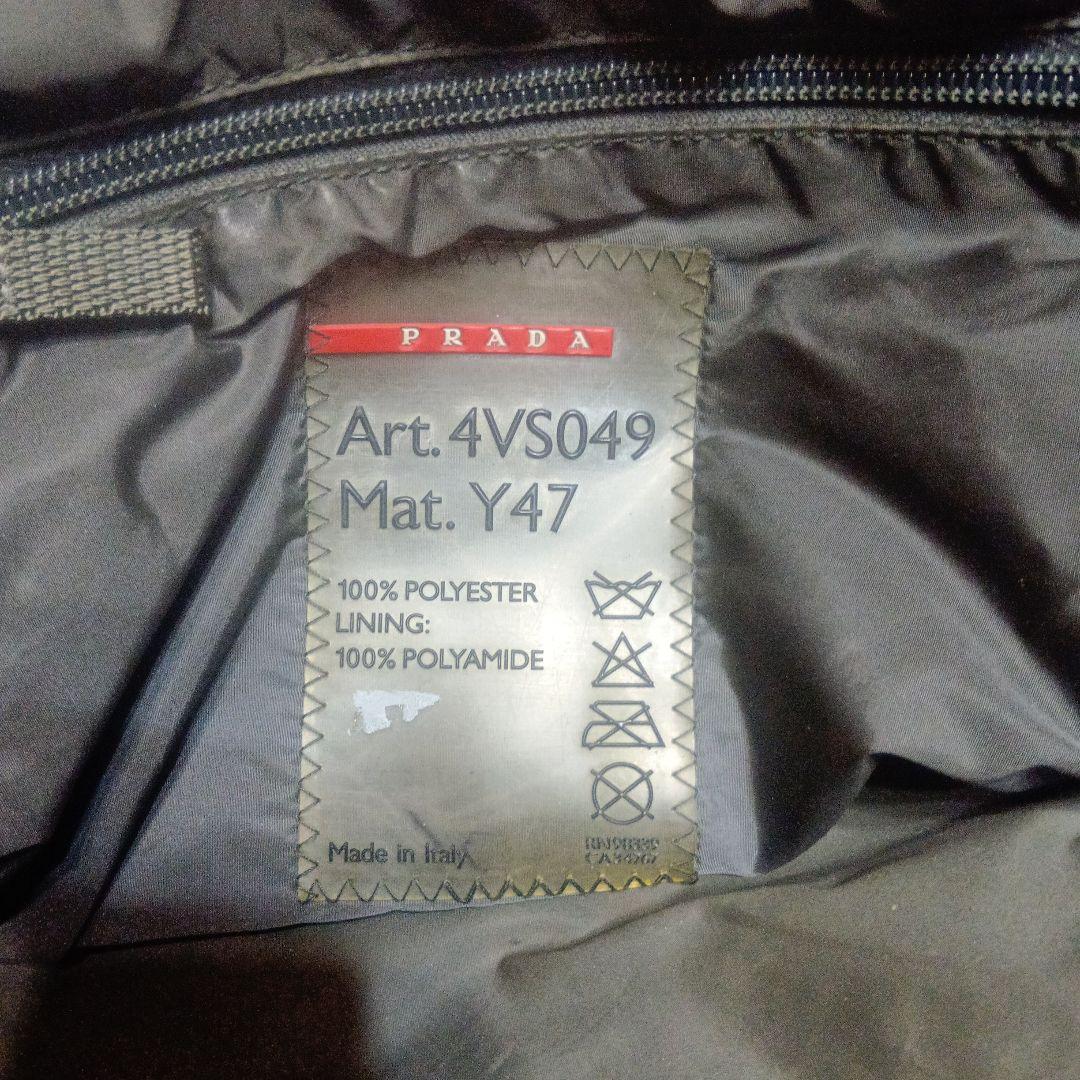 PRADA
Art. 4VS049
Mat. Y47
100% POLYESTER
LINING:
100% POLYAMIDE
Made in Italy